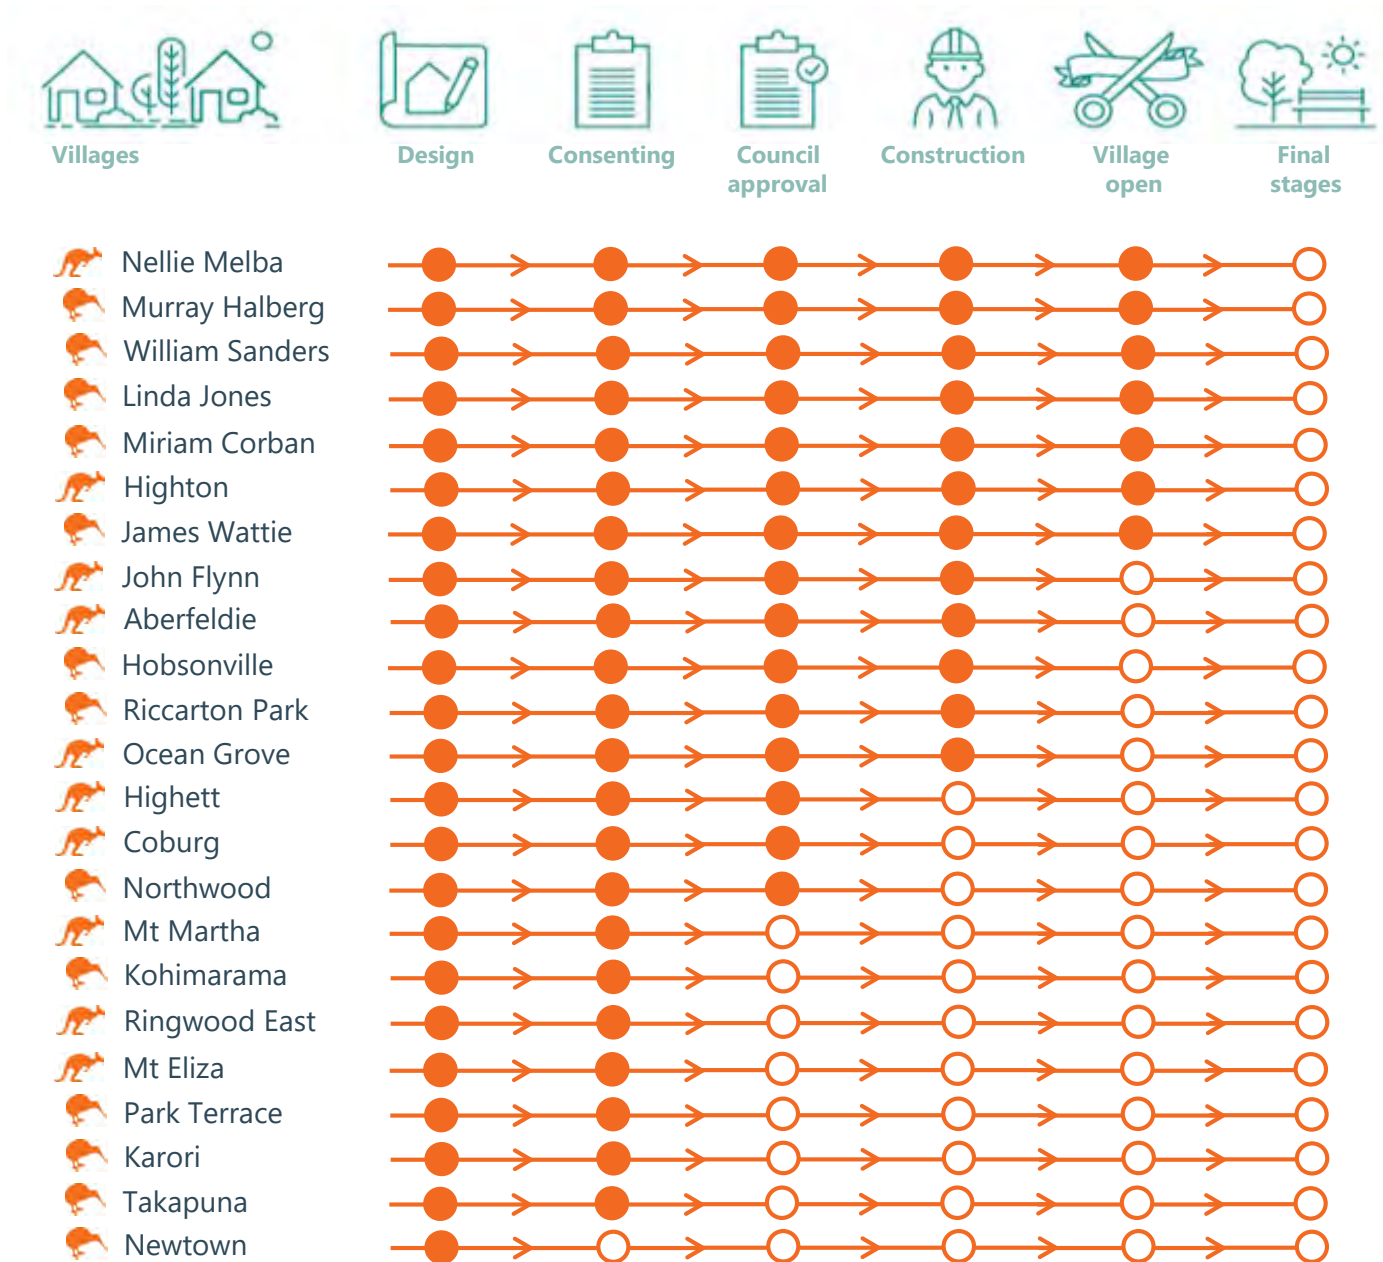 Villages
Design
Consenting
Council
approval
Construction
Village
open
Final
stages
Nellie Melba
Murray Halberg
William Sanders
Linda Jones
Miriam Corban
Highton
James Wattie
John Flynn
Aberfeldie
Hobsonville
Riccarton Park
Ocean Grove
Highett
Coburg
Northwood
Mt Martha
Kohimarama
Ringwood East
Mt Eliza
Park Terrace
Karori
Takapuna
Newtown